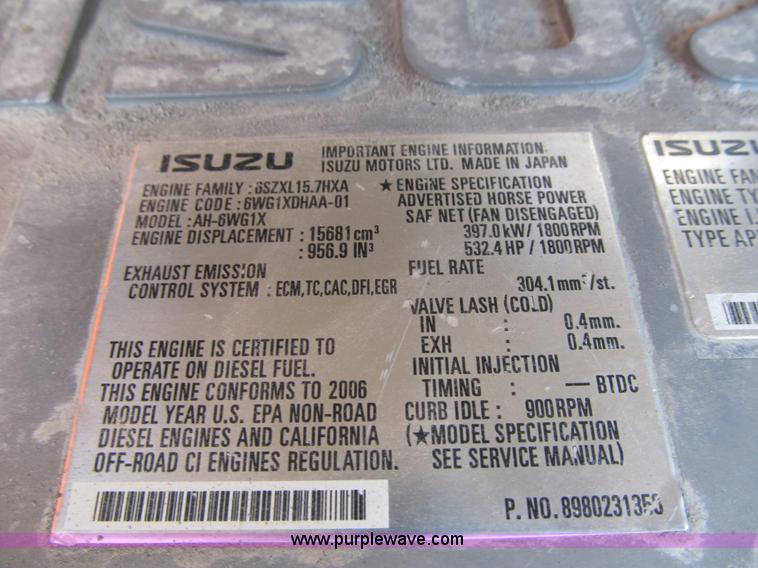 ISUZU
IMPORTANT ENGINE INFORMATION
ISUZU MOTORS LTD. MADE IN JAPAN
ENGINE FAMILY : 6SZXL15.7HXA
ENGINE CODE : 6WG1XDHAA-01
MODEL : AH-6WG1X
ENGINE DISPLACEMENT : 15681 cm³
: 956.9 IN³
EXHAUST EMISSION
CONTROL SYSTEM : ECM,TC,CAC,DFI,EGR
THIS ENGINE IS CERTIFIED TO
OPERATE ON DIESEL FUEL.
THIS ENGINE CONFORMS TO 2006
MODEL YEAR U.S. EPA NON-ROAD
DIESEL ENGINES AND CALIFORNIA
OFF-ROAD CI ENGINES REGULATION.
★ ENGINE SPECIFICATION
ADVERTISED HORSE POWER
SAE NET (FAN DISENGAGED)
397.0 kW / 1800RPM
532.4 HP / 1800RPM
FUEL RATE
304.1 mm³/st.
VALVE LASH (COLD)
IN : 0.4mm.
EXH : 0.4mm.
INITIAL INJECTION
TIMING : — BTDC
CURB IDLE : 900RPM
(★MODEL SPECIFICATION
SEE SERVICE MANUAL)
P. NO.
ISUZU
ENGINE
ENGINE
ENGINE
TYPE
www.purplewave.com